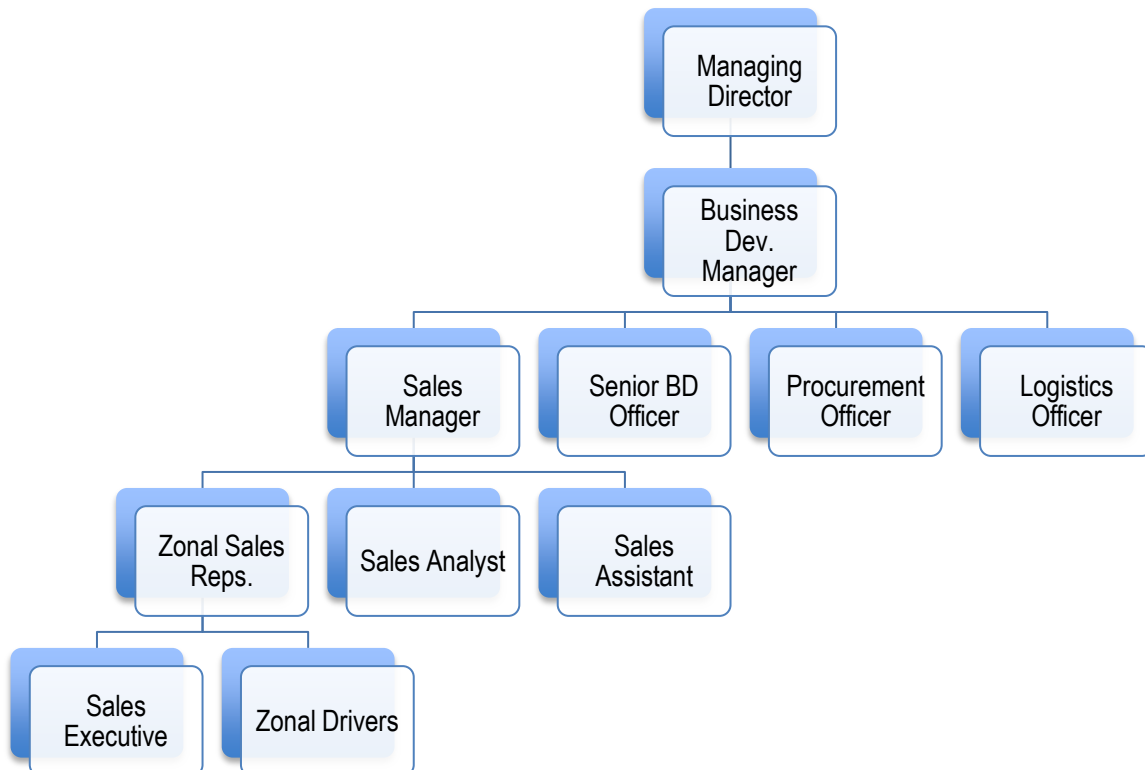 Managing
Director
Business
Dev.
Manager
Sales
Manager
Senior BD
Officer
Procurement
Officer
Logistics
Officer
Zonal Sales
Reps.
Sales Analyst
Sales
Assistant
Sales
Executive
Zonal Drivers